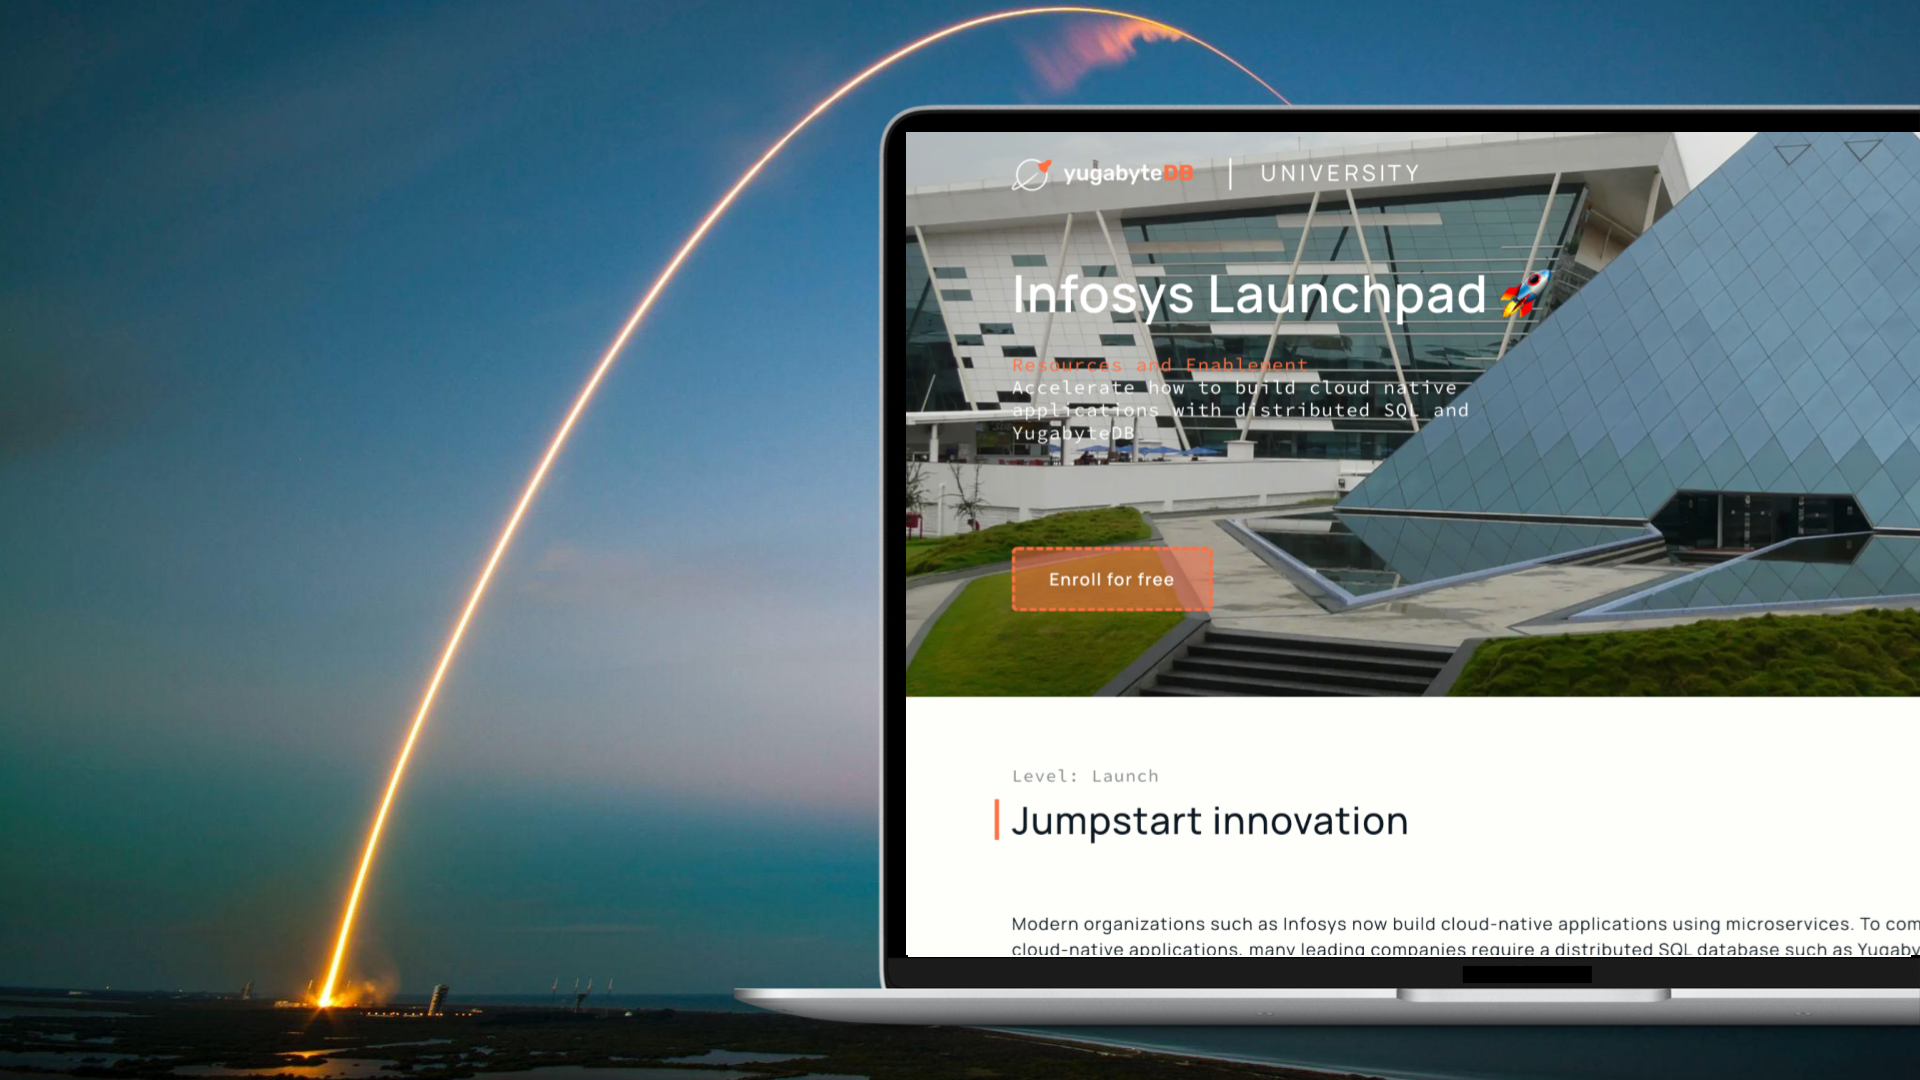 yugabyteDB | UNIVERSITY
Infosys Launchpad 🚀
Resources and Enablement
Accelerate how to build cloud native
applications with distributed SQL and
YugabyteDB
Enroll for free
Level: Launch
Jumpstart innovation
Modern organizations such as Infosys now build cloud-native applications using microservices. To com
cloud-native applications, many leading companies require a distributed SQL database such as Yugaby